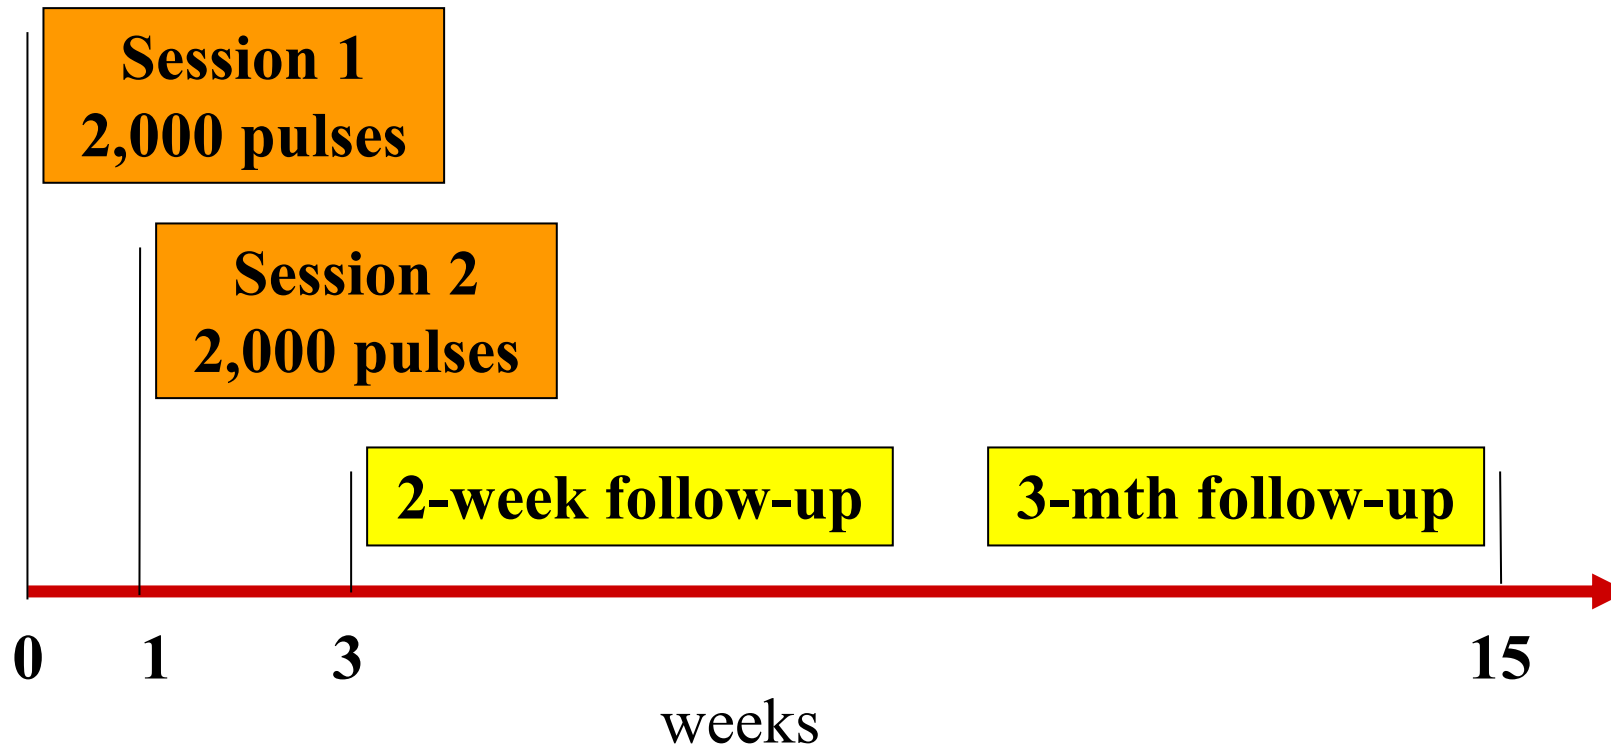 Session 1
2,000 pulses
Session 2
2,000 pulses
2-week follow-up
3-mth follow-up
0
1
3
15
weeks